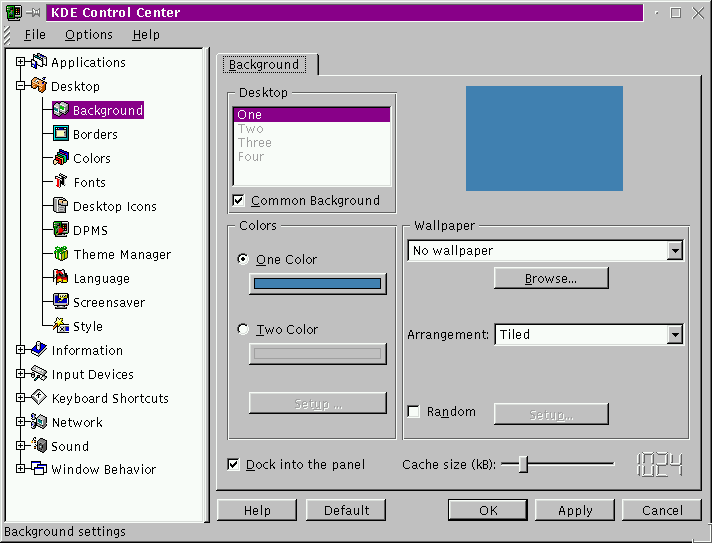 KDE Control Center
File Options Help
Applications
Desktop
Background
Borders
Colors
Fonts
Desktop Icons
DPMS
Theme Manager
Language
Screensaver
Style
Information
Input Devices
Keyboard Shortcuts
Network
Sound
Window Behavior
Background
Desktop
One
Two
Three
Four
Common Background
Colors
One Color
Two Color
Setup ...
Wallpaper
No wallpaper
Browse...
Arrangement: Tiled
Random Setup...
Dock into the panel Cache size (kB): 1024
Help Default OK Apply Cancel
Background settings